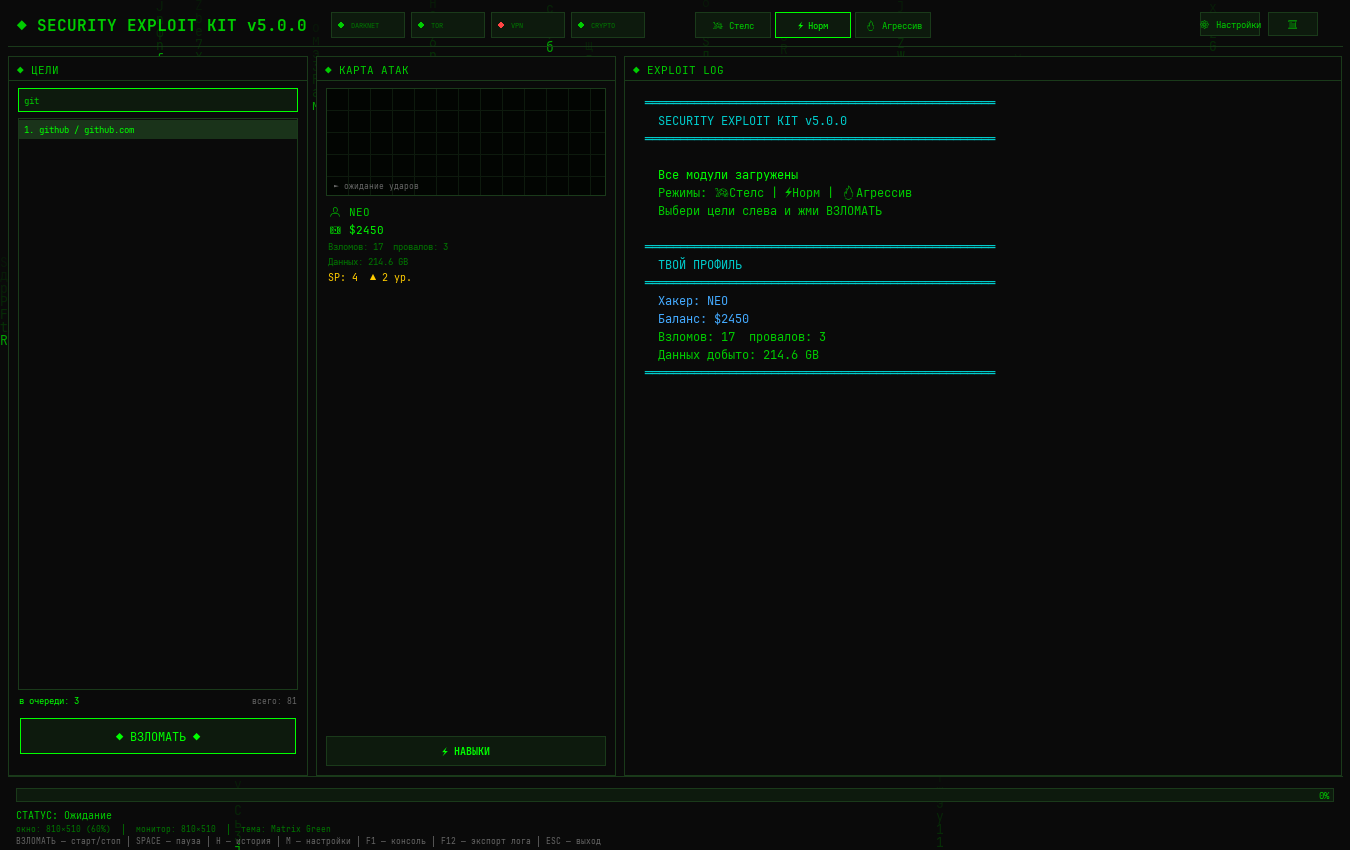 ◆ SECURITY EXPLOIT KIT v5.0.0
◆ DARKNET
◆ TOR
◆ VPN
◆ CRYPTO
Стелс
⚡ Норм
Агрессив
Настройки
◆ ЦЕЛИ
git
1. github / github.com
в очереди: 3
всего: 81
◆ ВЗЛОМАТЬ ◆
◆ КАРТА АТАК
ожидание ударов
NEO
$2450
Взломов: 17 провалов: 3
Данных: 214.6 GB
SP: 4 ▲ 2 ур.
⚡ НАВЫКИ
◆ EXPLOIT LOG
SECURITY EXPLOIT KIT v5.0.0
Все модули загружены
Режимы: Стелс | ⚡Норм | Агрессив
Выбери цели слева и жми ВЗЛОМАТЬ
ТВОЙ ПРОФИЛЬ
Хакер: NEO
Баланс: $2450
Взломов: 17 провалов: 3
Данных добыто: 214.6 GB
0%
СТАТУС: Ожидание
окно: 810×510 (60%) | монитор: 810×510 | тема: Matrix Green
ВЗЛОМАТЬ — старт/стоп | SPACE — пауза | H — история | M — настройки | F1 — консоль | F12 — экспорт лога | ESC — выход